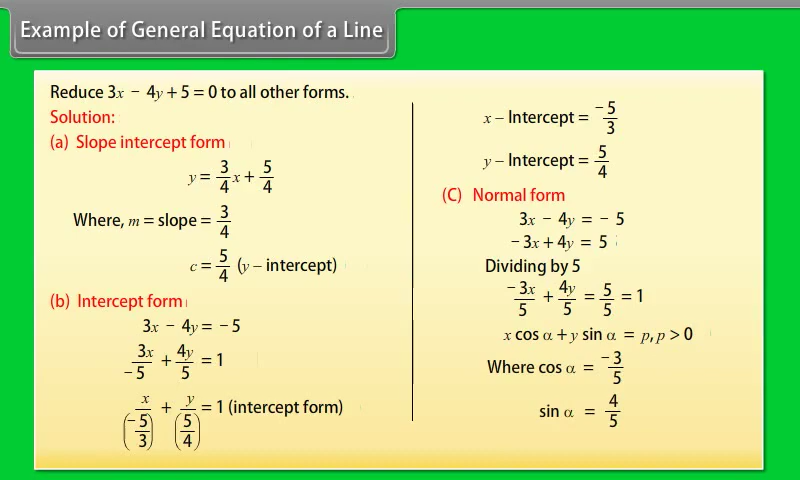 Example of General Equation of a Line
Reduce 3x − 4y + 5 = 0 to all other forms.
Solution:
(a) Slope intercept form
y = 3/4 x + 5/4
Where, m = slope = 3/4
c = 5/4 (y – intercept)
(b) Intercept form
3x − 4y = − 5
3x/−5 + 4y/5 = 1
x/(−5/3) + y/(5/4) = 1 (intercept form)
x – Intercept = −5/3
y – Intercept = 5/4
(C) Normal form
3x − 4y = − 5
− 3x + 4y = 5
Dividing by 5
−3x/5 + 4y/5 = 5/5 = 1
x cos α + y sin α = p, p > 0
Where cos α = −3/5
sin α = 4/5